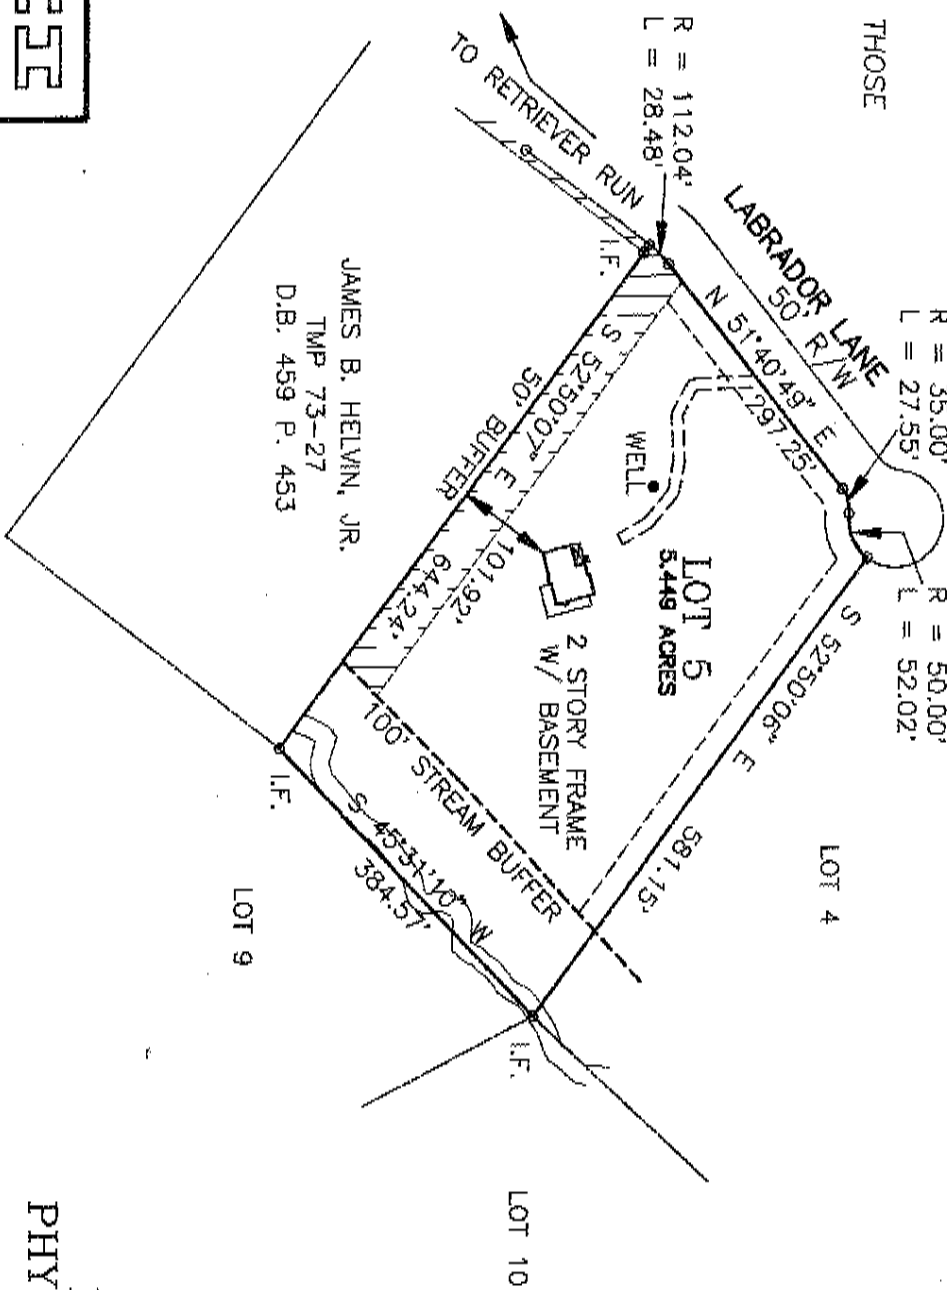 THOSE
R = 112.04'
L = 28.48'
TO RETRIEVER RUN
LABRADOR LANE
50' R/W
R = 35.00'
L = 27.55'
R = 50.00'
L = 52.02'
N 51°40'49" E
297.25'
I.F.
S 52°50'07" E
101.92'
644.24'
50' BUFFER
WELL
LOT 5
5.449 ACRES
2 STORY FRAME
W/ BASEMENT
S 52°50'06" E
581.15'
LOT 4
100' STREAM BUFFER
S 45°31'10" W
384.57'
I.F.
I.F.
JAMES B. HELVIN, JR.
TMP 73-27
D.B. 459 P. 453
LOT 9
LOT 10
PHY